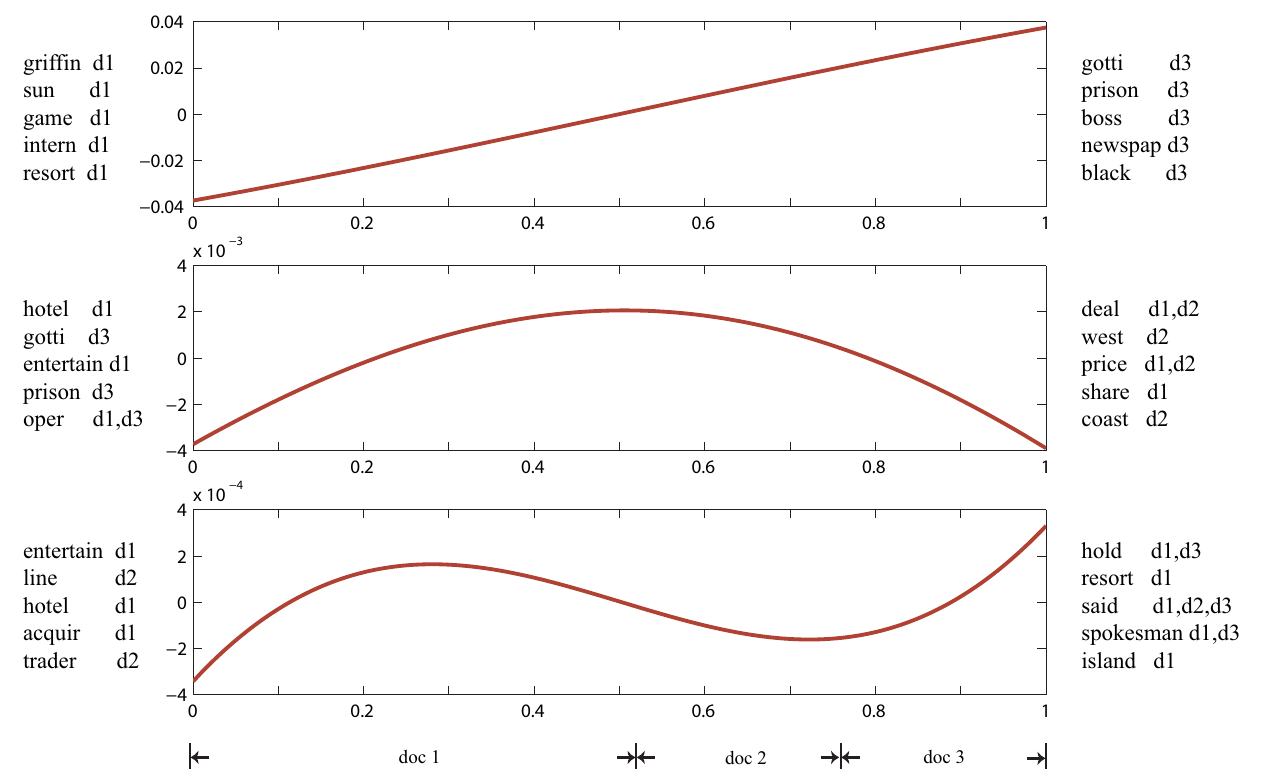 griffin d1
sun d1
game d1
intern d1
resort d1
0.04
0.02
0
−0.02
−0.04
0 0.2 0.4 0.6 0.8 1
gotti d3
prison d3
boss d3
newspap d3
black d3
x 10 −3
hotel d1
gotti d3
entertain d1
prison d3
oper d1,d3
4
2
0
−2
−4
0 0.2 0.4 0.6 0.8 1
deal d1,d2
west d2
price d1,d2
share d1
coast d2
x 10 −4
entertain d1
line d2
hotel d1
acquir d1
trader d2
4
2
0
−2
−4
0 0.2 0.4 0.6 0.8 1
hold d1,d3
resort d1
said d1,d2,d3
spokesman d1,d3
island d1
doc 1 doc 2 doc 3